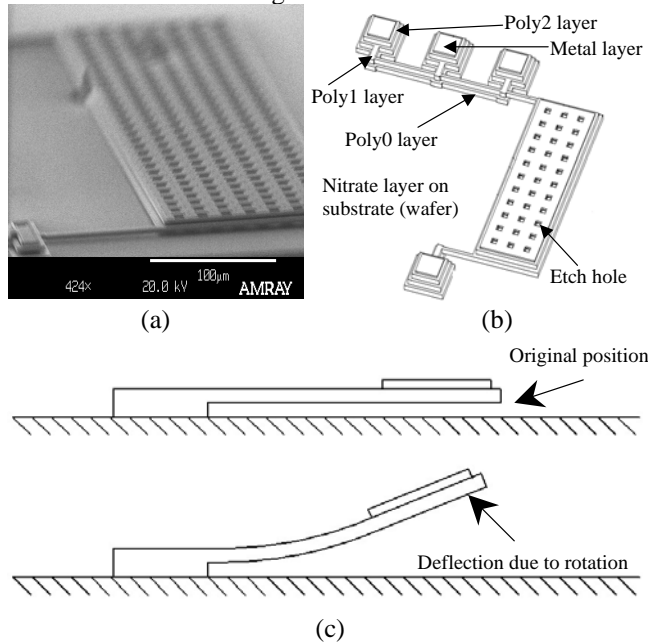 Poly2 layer
Metal layer
Poly1 layer
Poly0 layer
Nitrate layer on
substrate (wafer)
Etch hole
100μm
424× 20.0 kV AMRAY
(a)
(b)
Original position
Deflection due to rotation
(c)